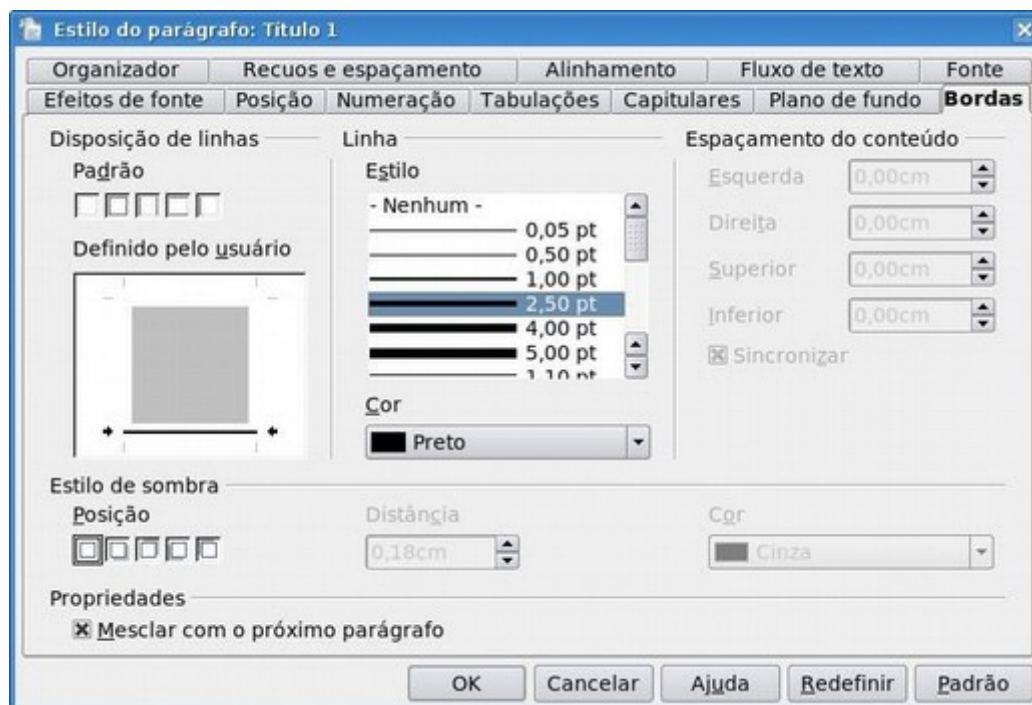 Estilo do parágrafo: Título 1
Organizador Recuos e espaçamento Alinhamento Fluxo de texto Fonte
Efeitos de fonte Posição Numeração Tabulações Capitulares Plano de fundo Bordas
Disposição de linhas
Padrão
Definido pelo usuário
Linha
Estilo
- Nenhum -
0,05 pt
0,50 pt
1,00 pt
2,50 pt
4,00 pt
5,00 pt
1,10 pt
Cor
Preto
Espaçamento do conteúdo
Esquerda 0,00cm
Direita 0,00cm
Superior 0,00cm
Inferior 0,00cm
Sincronizar
Estilo de sombra
Posição
Distância
0,18cm
Cor
Cinza
Propriedades
Mesclar com o próximo parágrafo
OK Cancelar Ajuda Redefinir Padrão